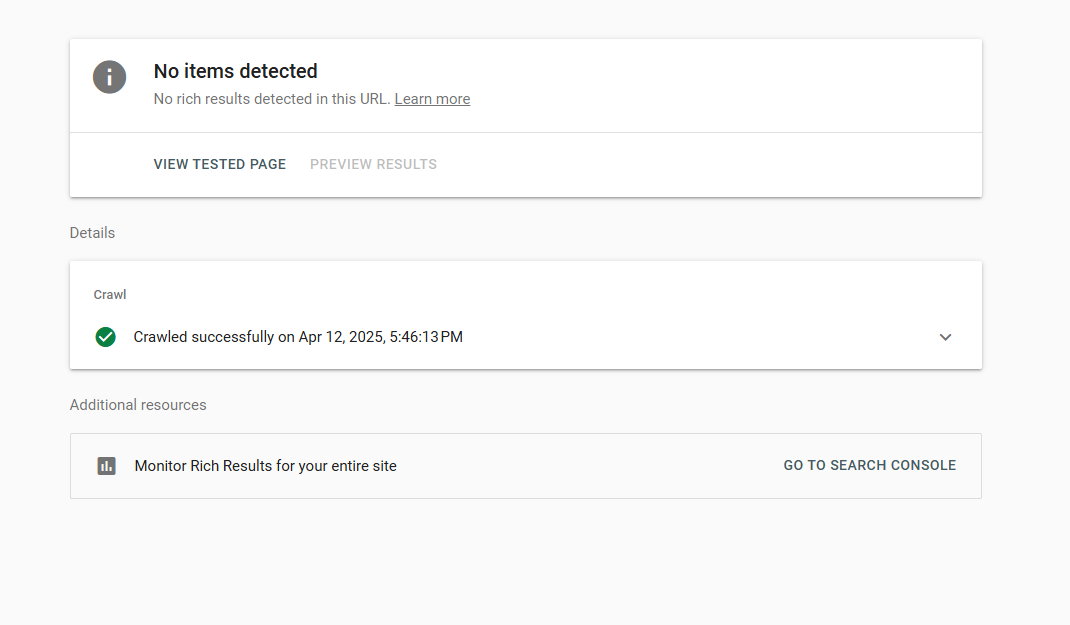 No items detected
No rich results detected in this URL. Learn more
VIEW TESTED PAGE PREVIEW RESULTS
Details
Crawl
Crawled successfully on Apr 12, 2025, 5:46:13 PM
Additional resources
Monitor Rich Results for your entire site GO TO SEARCH CONSOLE